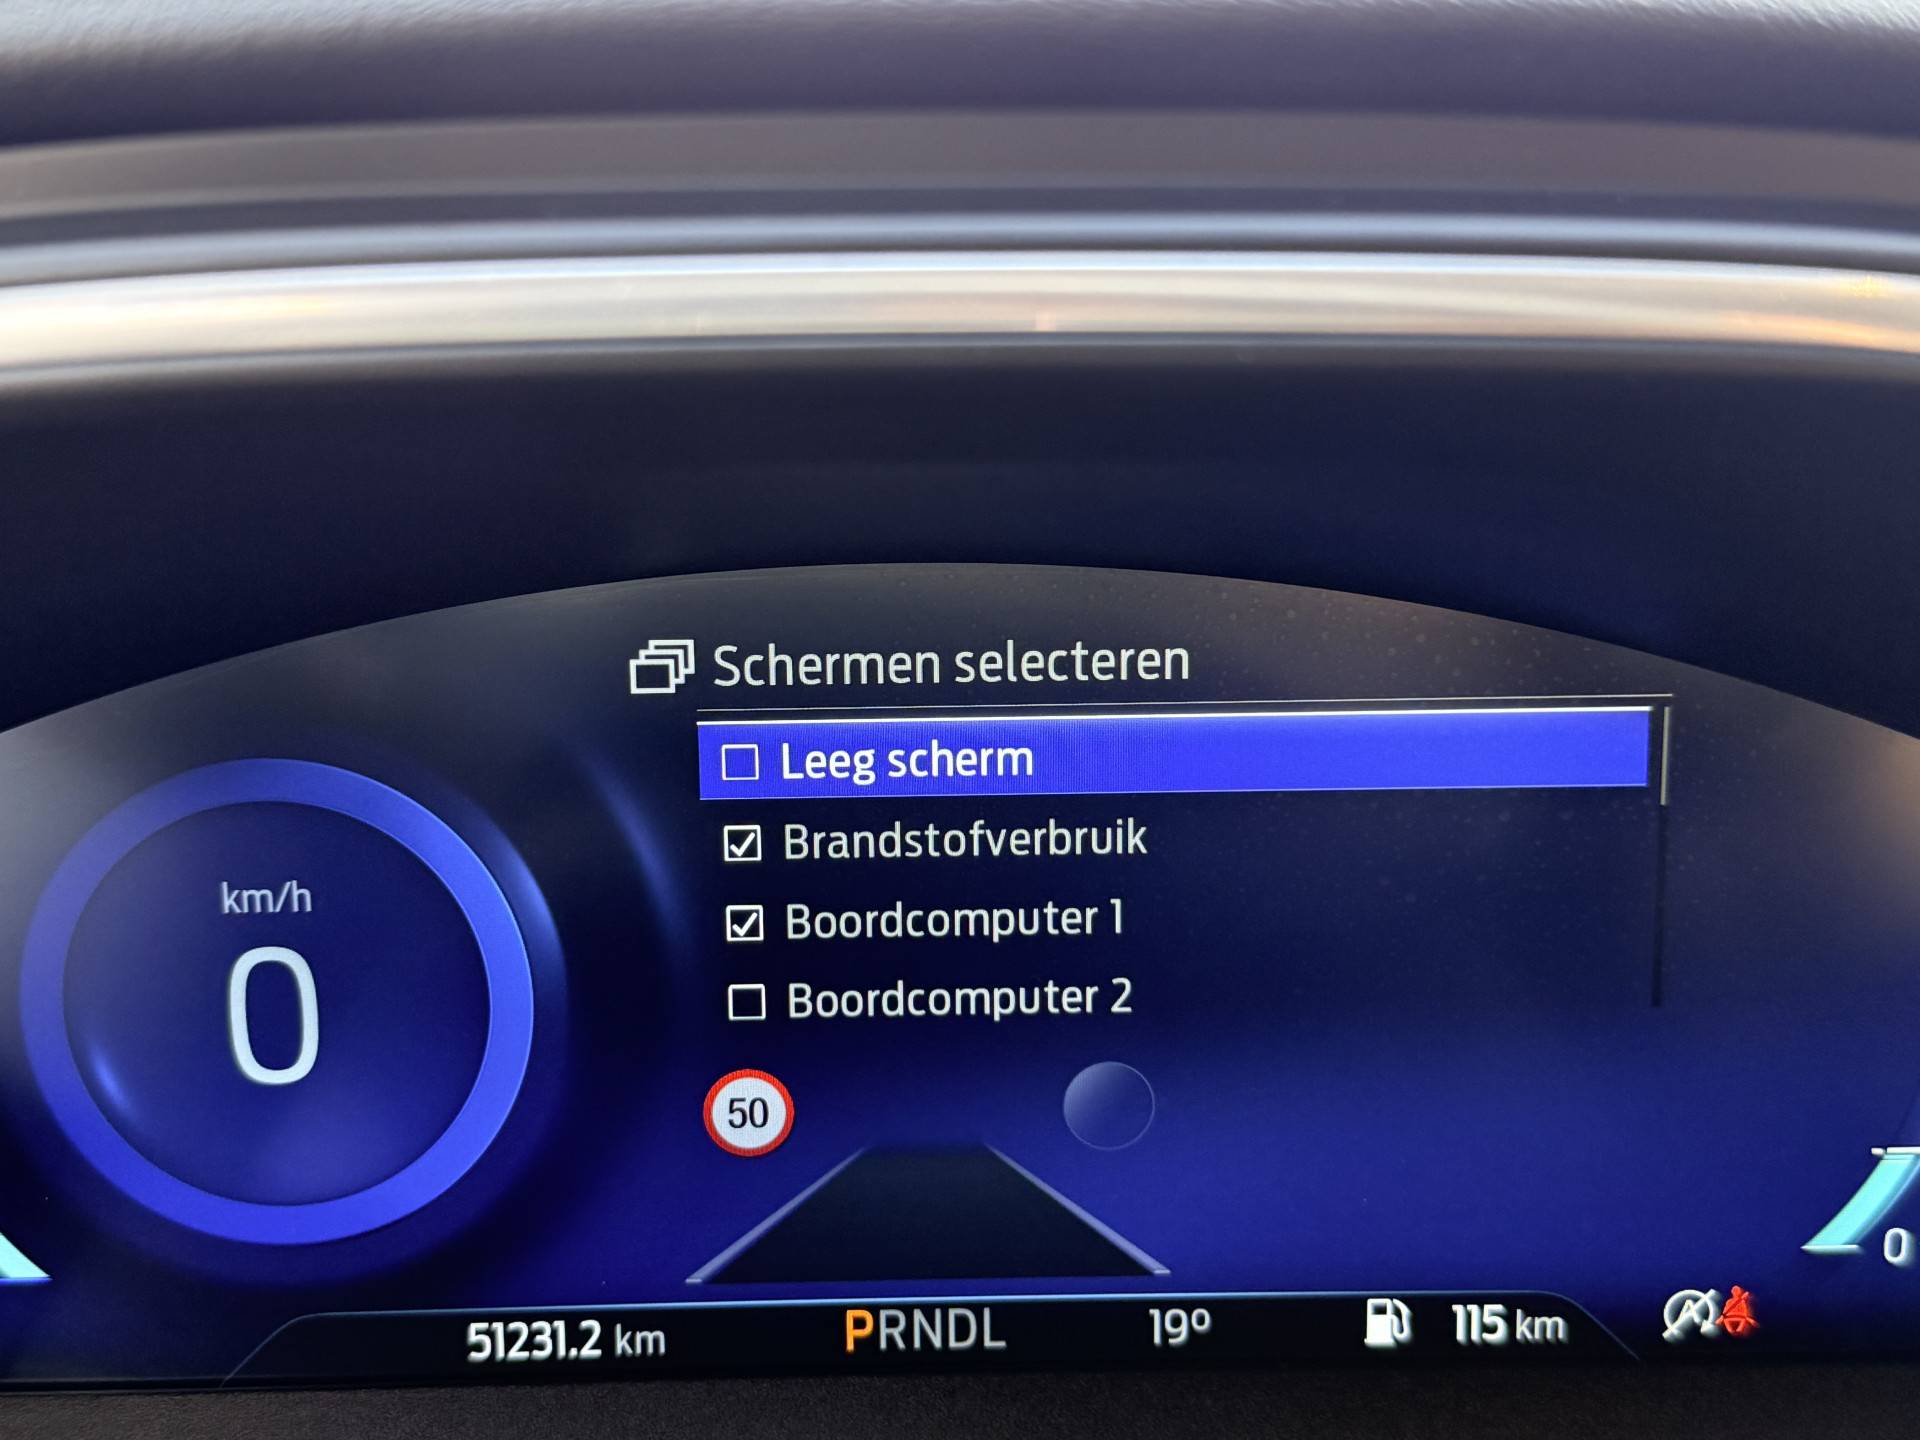 Schermen selecteren
Leeg scherm
Brandstofverbruik
Boordcomputer 1
Boordcomputer 2
km/h
0
50
0
51231.2 km
PRNDL
19º
115 km